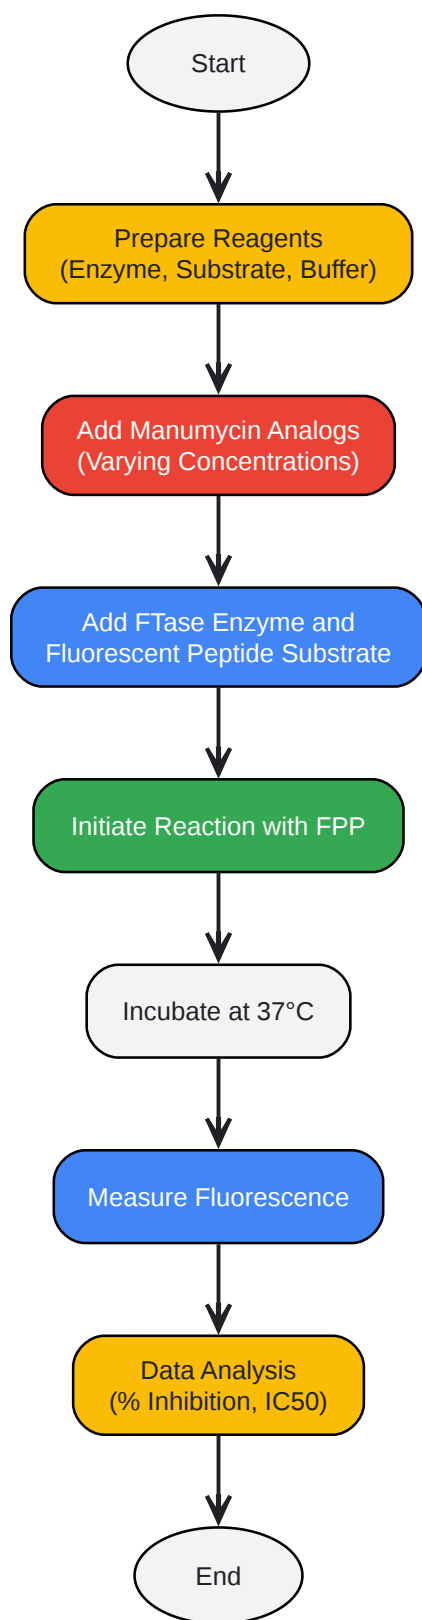 Start
Prepare Reagents
(Enzyme, Substrate, Buffer)
Add Manumycin Analogs
(Varying Concentrations)
Add FTase Enzyme and
Fluorescent Peptide Substrate
Initiate Reaction with FPP
Incubate at 37°C
Measure Fluorescence
Data Analysis
(% Inhibition, IC50)
End